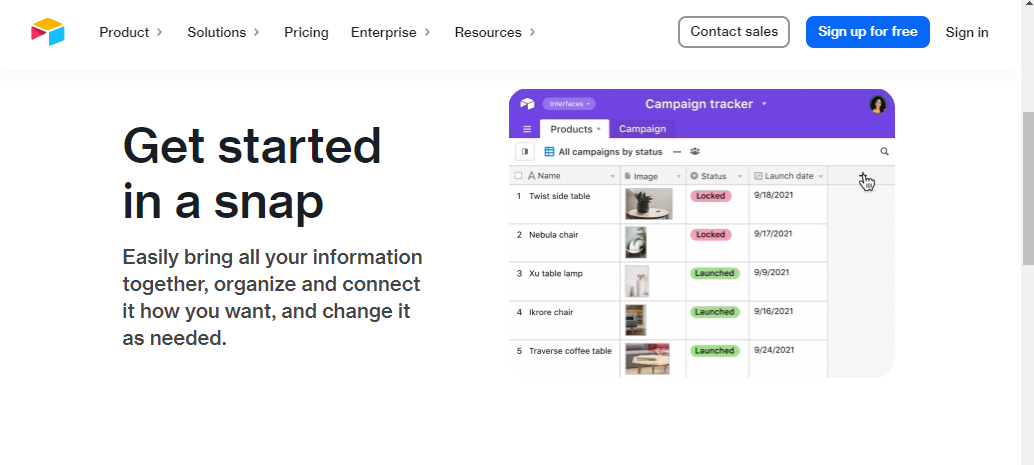 Product Solutions Pricing Enterprise Resources Contact sales Sign up for free Sign in
Get started
in a snap
Easily bring all your information
together, organize and connect
it how you want, and change it
as needed.
Interfaces Campaign tracker
Products Campaign
All campaigns by status
Name Image Status Launch date
1 Twist side table Locked 9/18/2021
2 Nebula chair Locked 9/17/2021
3 Xu table lamp Launched 9/9/2021
4 Ikrore chair Launched 9/16/2021
5 Traverse coffee table Launched 9/24/2021